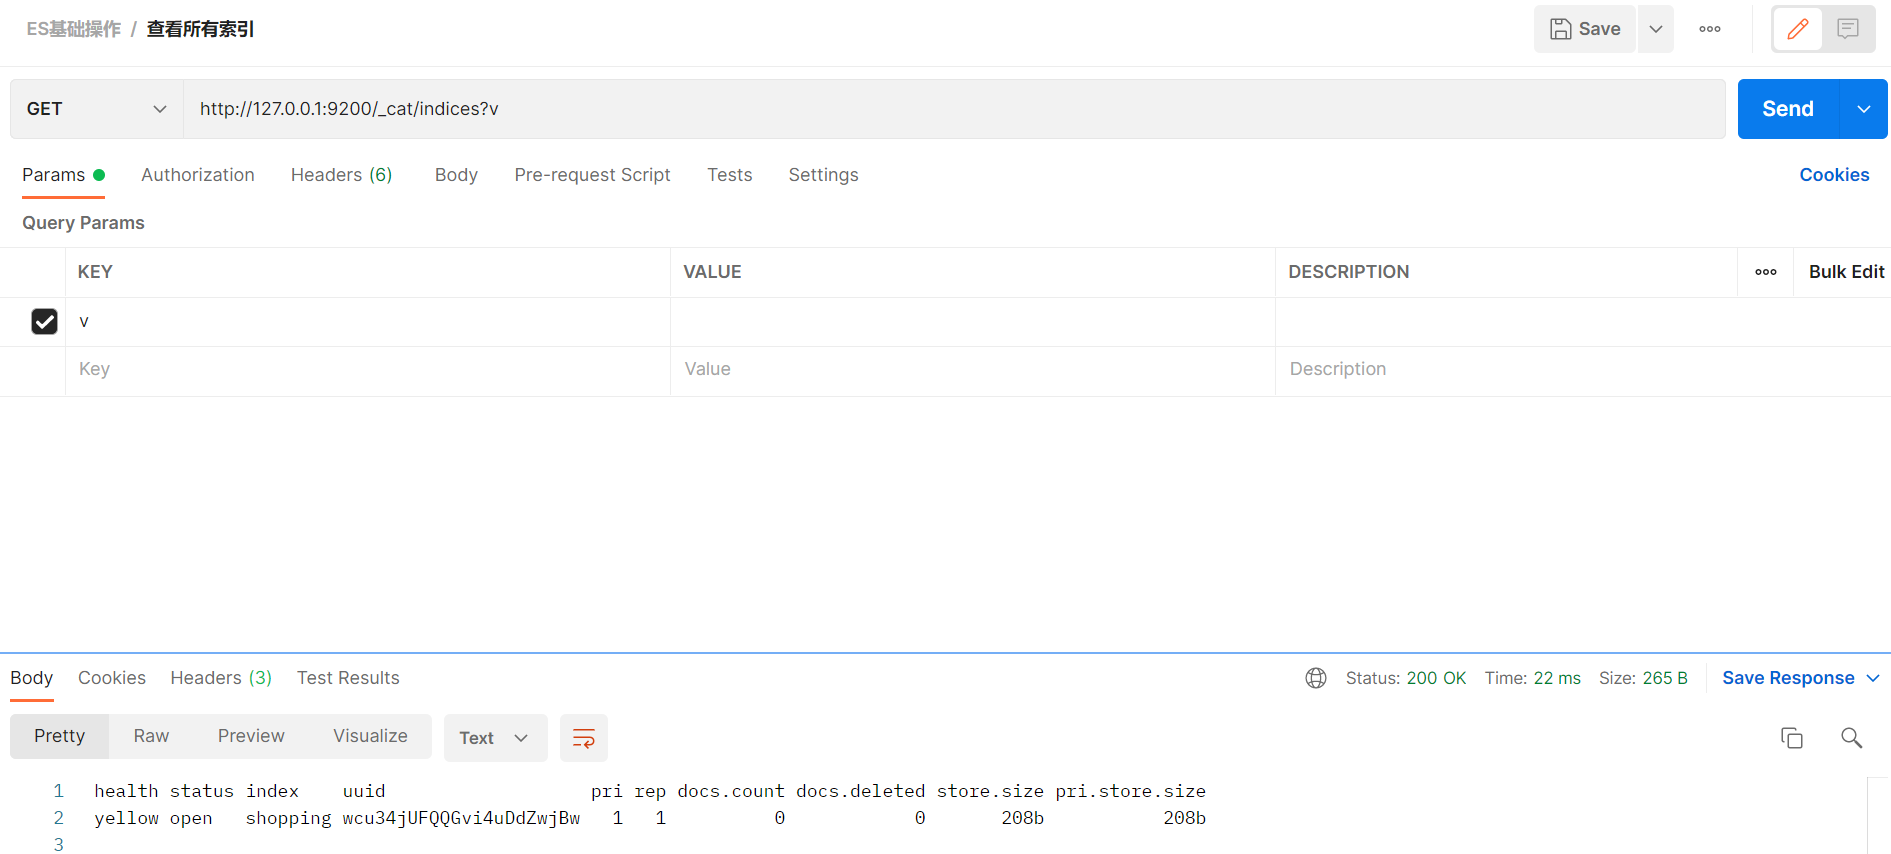 ES基础操作 / 查看所有索引 Save
GET http://127.0.0.1:9200/_cat/indices?v Send
Params Authorization Headers (6) Body Pre-request Script Tests Settings Cookies
Query Params
KEY VALUE DESCRIPTION Bulk Edit
v
Key Value Description
Body Cookies Headers (3) Test Results Status: 200 OK Time: 22 ms Size: 265 B Save Response
Pretty Raw Preview Visualize Text
1 health status index uuid pri rep docs.count docs.deleted store.size pri.store.size
2 yellow open shopping wcu34jUFQQGvi4uDdZwjBw 1 1 0 0 208b 208b
3